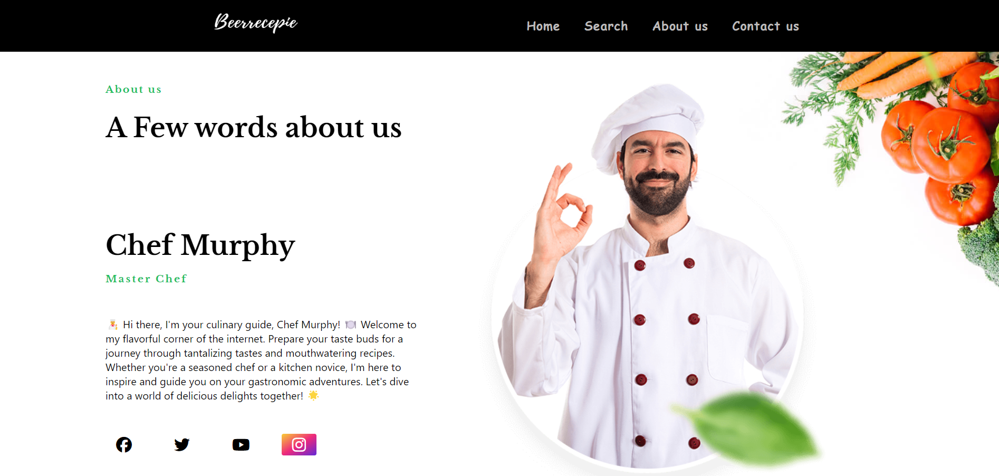 Beerrecepie
Home Search About us Contact us
About us
A Few words about us
Chef Murphy
Master Chef
👨‍🍳 Hi there, I'm your culinary guide, Chef Murphy! 🍽️ Welcome to
my flavorful corner of the internet. Prepare your taste buds for a
journey through tantalizing tastes and mouthwatering recipes.
Whether you're a seasoned chef or a kitchen novice, I'm here to
inspire and guide you on your gastronomic adventures. Let's dive
into a world of delicious delights together! 🌟